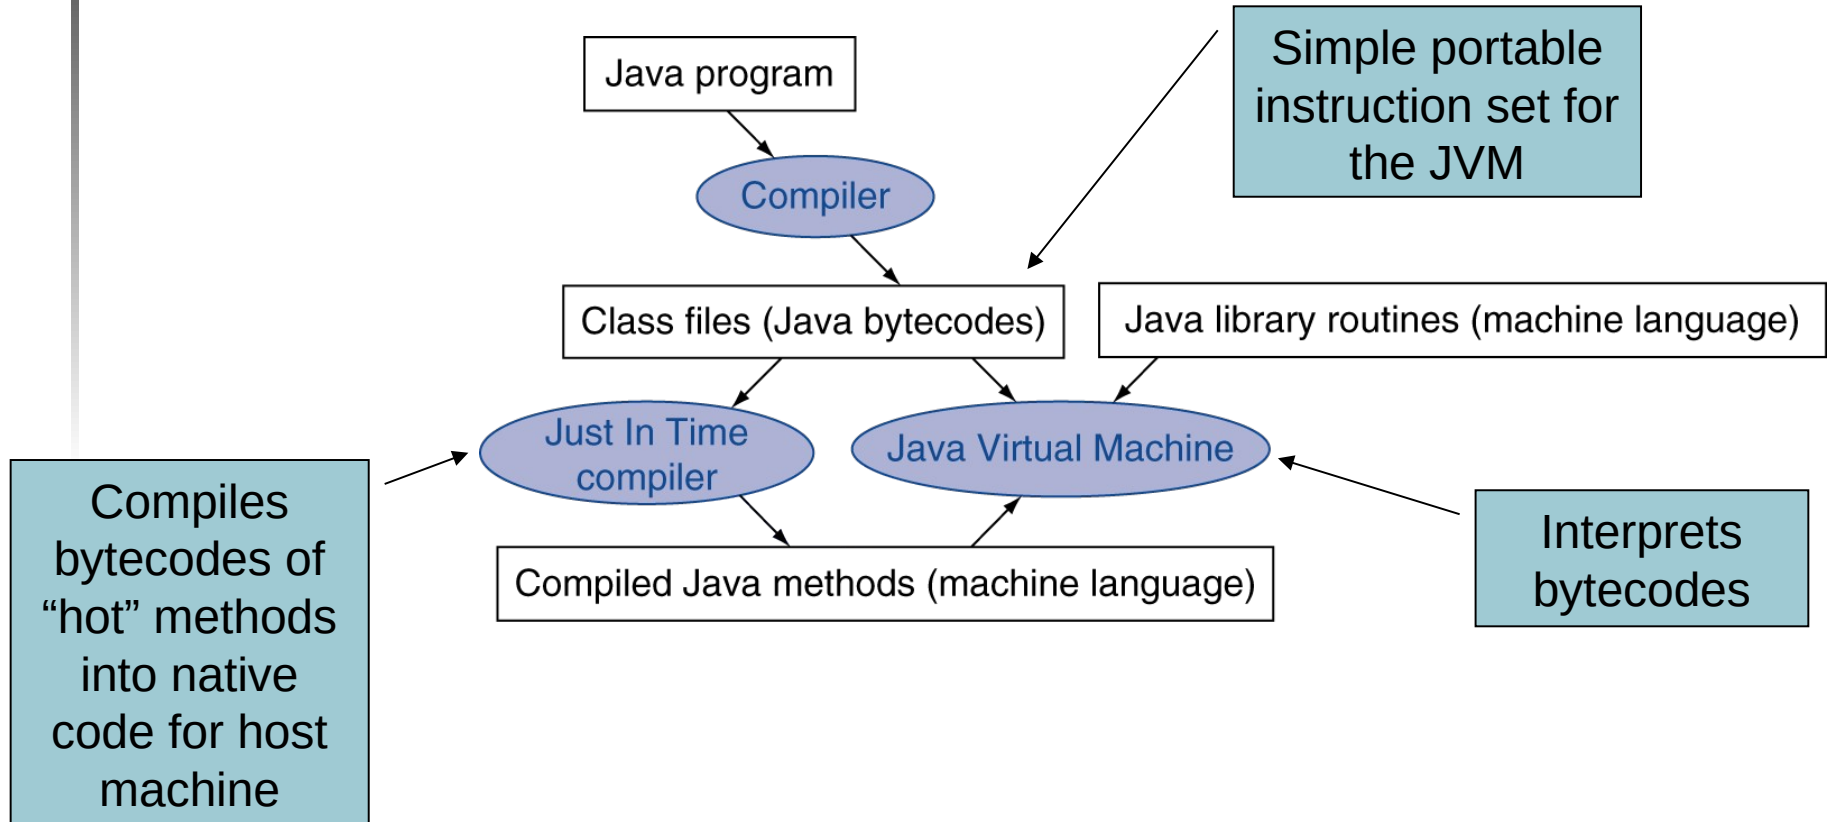 Java program
Simple portable
instruction set for
the JVM
Compiler
Class files (Java bytecodes)
Java library routines (machine language)
Just In Time
compiler
Java Virtual Machine
Compiles
bytecodes of
“hot” methods
into native
code for host
machine
Compiled Java methods (machine language)
Interprets
bytecodes